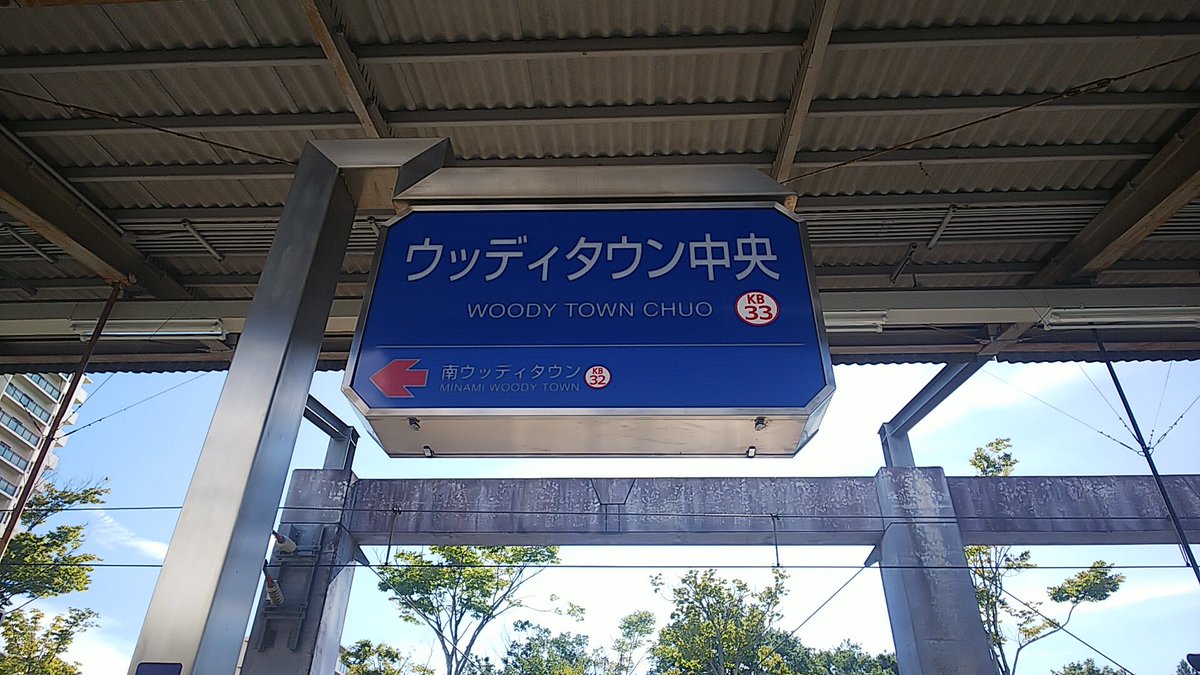 ウッディタウン中央
WOODY TOWN CHUO
KB
33
南ウッディタウン
MINAMI WOODY TOWN
KB
32